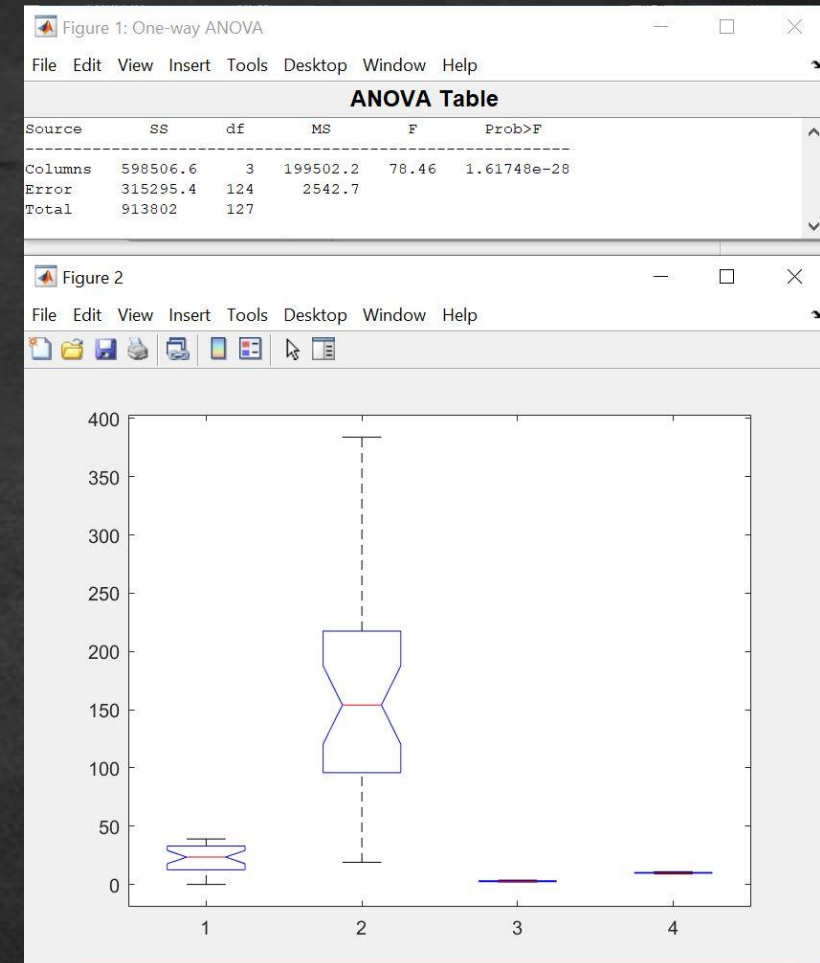 Figure 1: One-way ANOVA
File Edit View Insert Tools Desktop Window Help
ANOVA Table
Source SS df MS F Prob>F
Columns 598506.6 3 199502.2 78.46 1.61748e-28
Error 315295.4 124 2542.7
Total 913802 127
Figure 2
File Edit View Insert Tools Desktop Window Help
400
350
300
250
200
150
100
50
0
1 2 3 4